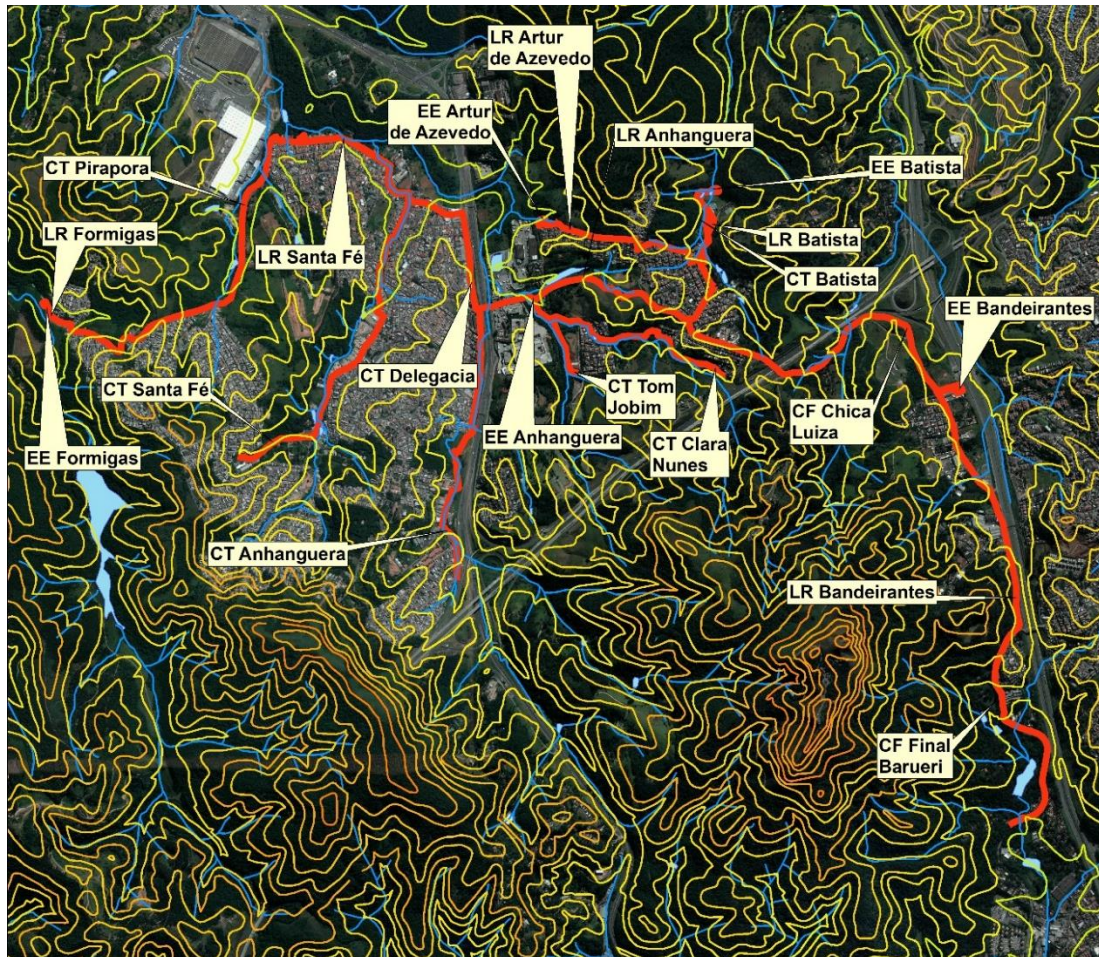 LR Artur
de Azevedo
EE Artur
de Azevedo
LR Anhanguera
CT Pirapora
EE Batista
LR Formigas
LR Santa Fé
LR Batista
CT Batista
EE Bandeirantes
CT Santa Fé
CT Delegacia
CT Tom
Jobim
CF Chica
Luiza
EE Formigas
EE Anhanguera
CT Clara
Nunes
CT Anhanguera
LR Bandeirantes
CF Final
Barueri